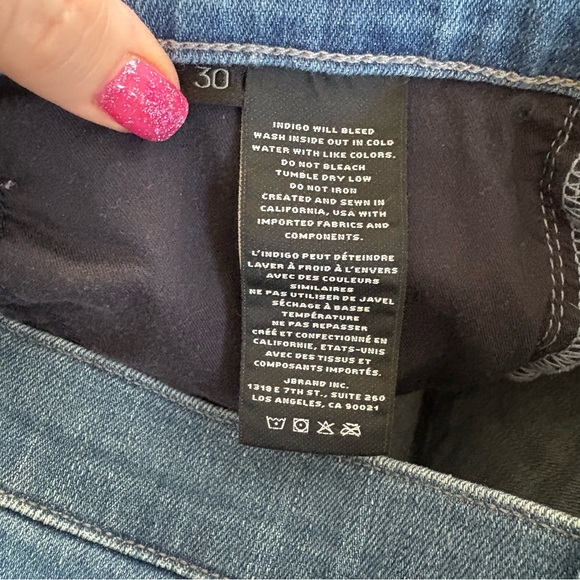 30
INDIGO WILL BLEED
WASH INSIDE OUT IN COLD
WATER WITH LIKE COLORS.
DO NOT BLEACH
TUMBLE DRY LOW
DO NOT IRON
CREATED AND SEWN IN
CALIFORNIA, USA WITH
IMPORTED FABRICS AND
COMPONENTS.
L'INDIGO PEUT DÉTEINDRE
LAVER À FROID À L'ENVERS
AVEC DES COULEURS
SIMILAIRES
NE PAS UTILISER DE JAVEL
SÉCHAGE À BASSE
TEMPÉRATURE
NE PAS REPASSER
CRÉÉ ET CONFECTIONNÉ EN
CALIFORNIE, ETATS-UNIS
AVEC DES TISSUS ET
COMPOSANTS IMPORTÉS.
JBRAND INC.
1318 E 7TH ST., SUITE 260
LOS ANGELES, CA 90021